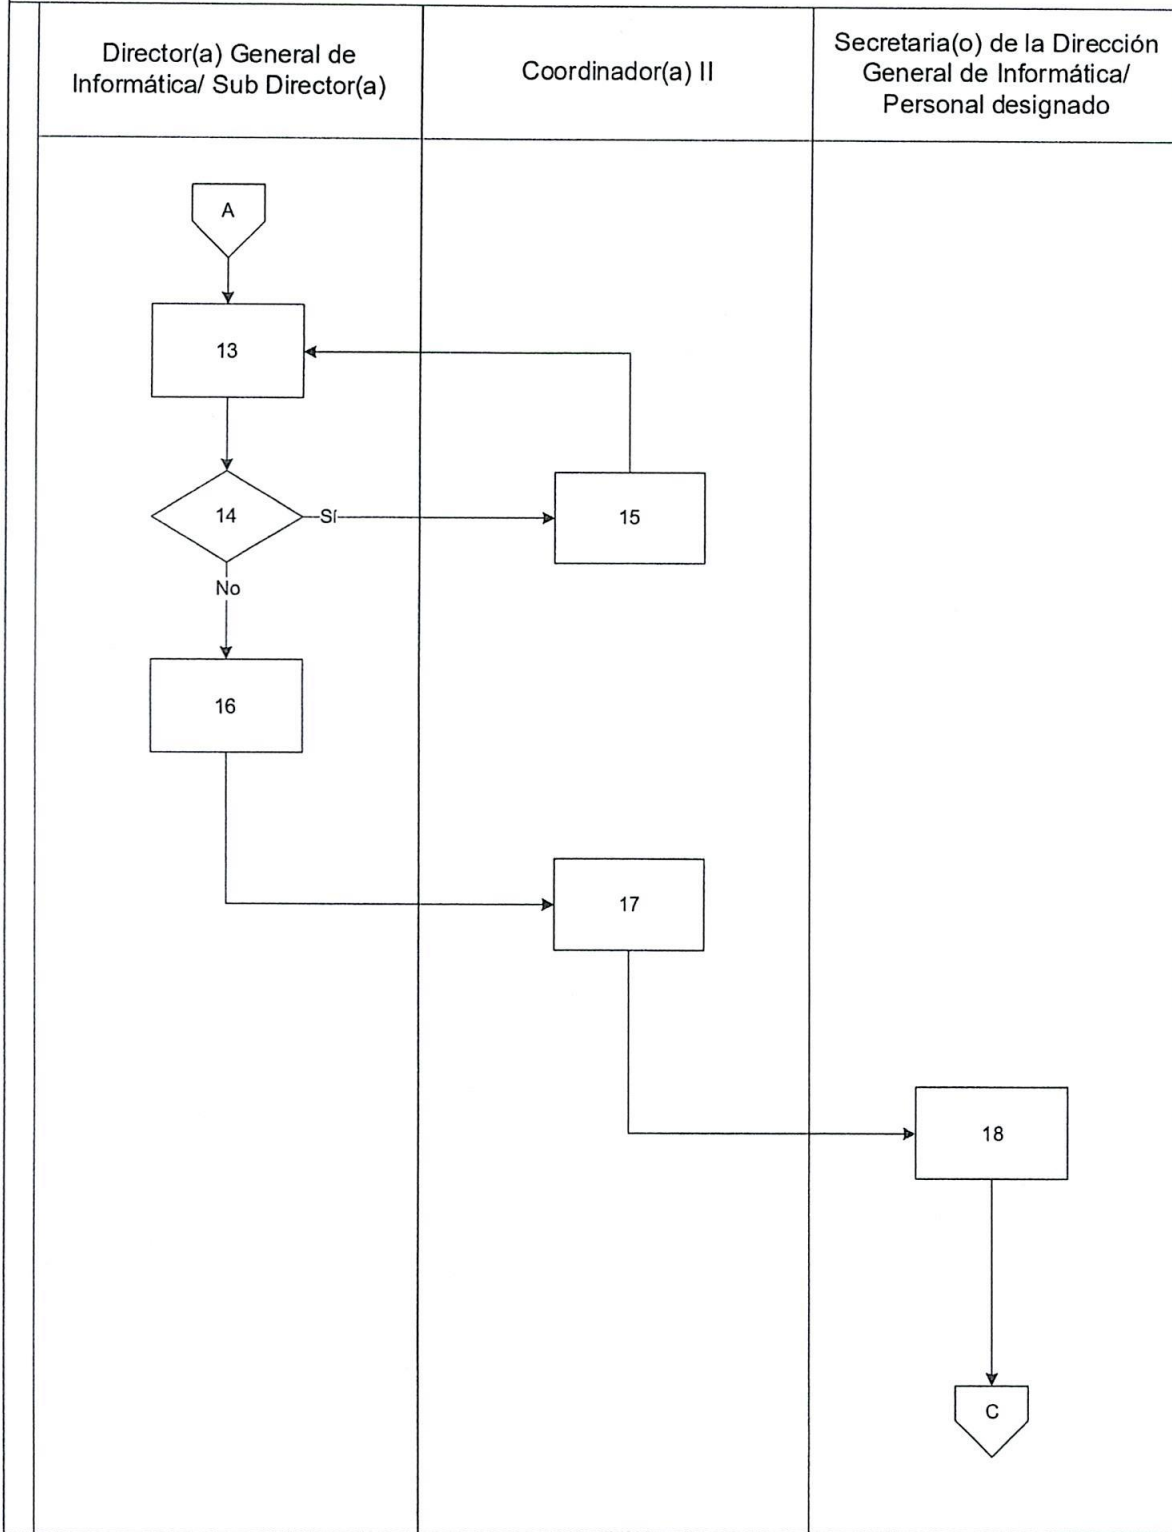 Director(a) General de
Informática/ Sub Director(a)
Coordinador(a) II
Secretaria(o) de la Dirección
General de Informática/
Personal designado
A
13
14
Sí
15
No
16
17
18
C